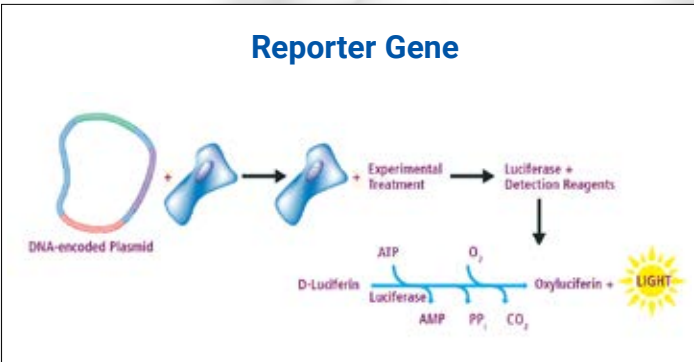 Reporter Gene
+
+ Experimental
Treatment
Luciferase +
Detection Reagents
DNA-encoded Plasmid
ATP
O2
D-Luciferin
Luciferase
Oxyluciferin +
LIGHT
AMP
PPi
CO2